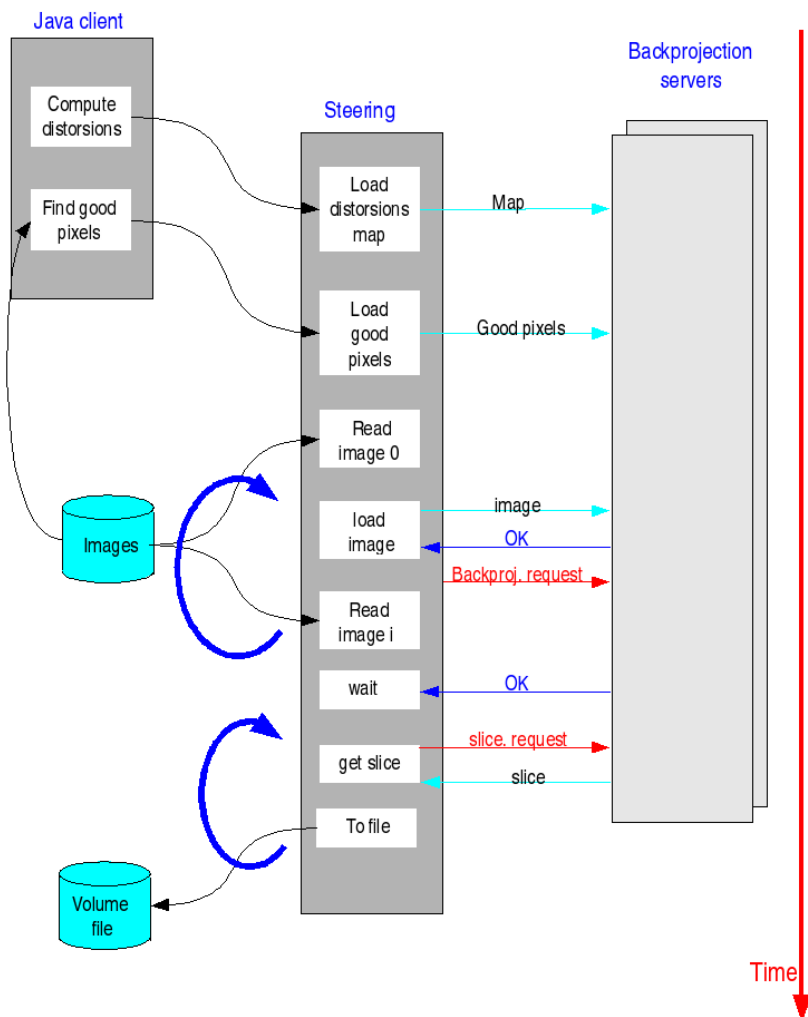 Java client
Compute
distorsions
Find good
pixels
Steering
Backprojection
servers
Load
distorsions
map
Map
Load
good
pixels
Good pixels
Read
image 0
load
image
image
OK
Backproj. request
Images
Read
image i
wait
OK
slice. request
get slice
slice
To file
Volume
file
Time